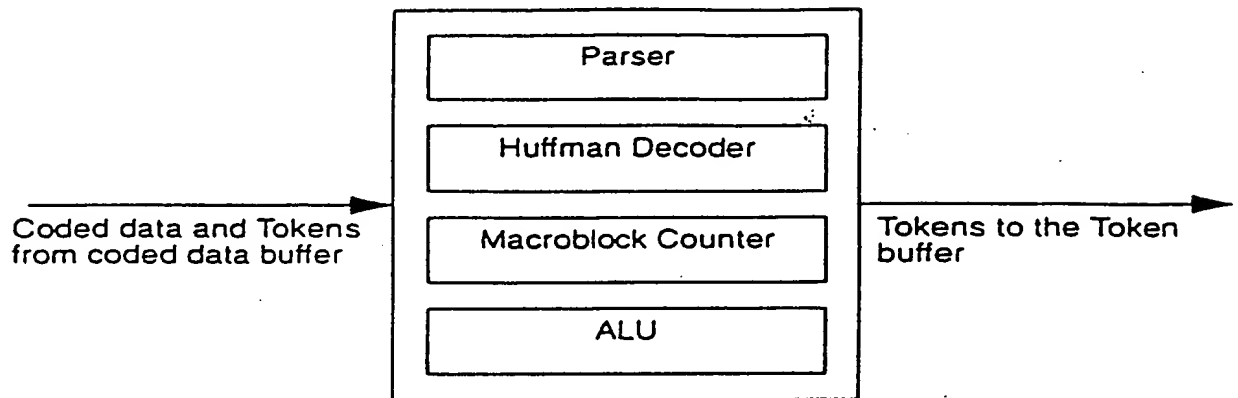 Parser
Huffman Decoder
Macroblock Counter
ALU
Coded data and Tokens
from coded data buffer
Tokens to the Token
buffer